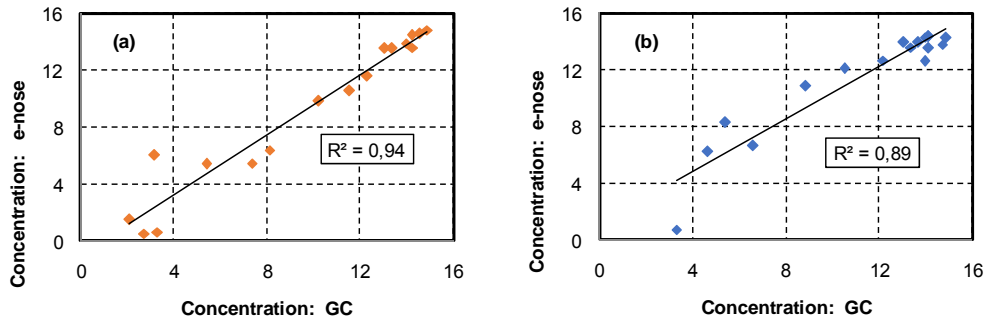 (a)
Concentration: e-nose
16
12
8
4
0
R² = 0,94
0 4 8 12 16
Concentration: GC
(b)
Concentration: e-nose
16
12
8
4
0
R² = 0,89
0 4 8 12 16
Concentration: GC